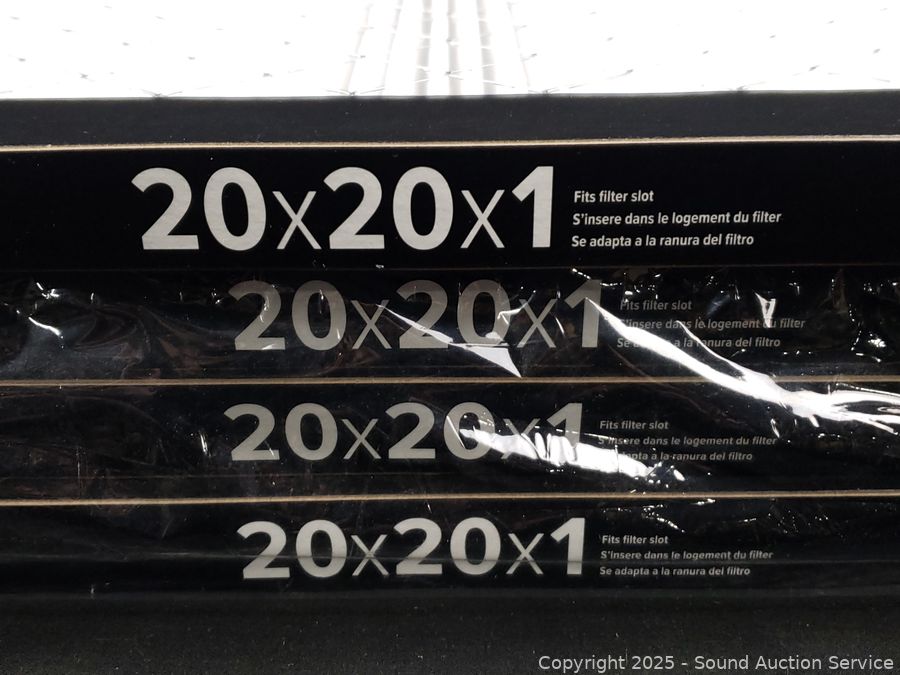 20x20x1
Fits filter slot
S'insere dans le logement du filter
Se adapta a la ranura del filtro
20x20x1
Fits filter slot
S'insere dans le logement du filter
Se adapta a la ranura del filtro
20x20x1
Fits filter slot
S'insere dans le logement du filter
Se adapta a la ranura del filtro
20x20x1
Fits filter slot
S'insere dans le logement du filter
Se adapta a la ranura del filtro
Copyright 2025 - Sound Auction Service